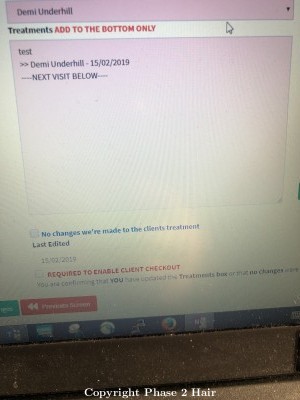 Demi Underhill
Treatments ADD TO THE BOTTOM ONLY
test
>> Demi Underhill - 15/02/2019
----NEXT VISIT BELOW----
No changes we're made to the clients treatment
Last Edited
15/02/2019
REQUIRED TO ENABLE CLIENT CHECKOUT
You are confirming that YOU have updated the Treatments box or that no changes were
Previous Screen
Copyright Phase 2 Hair